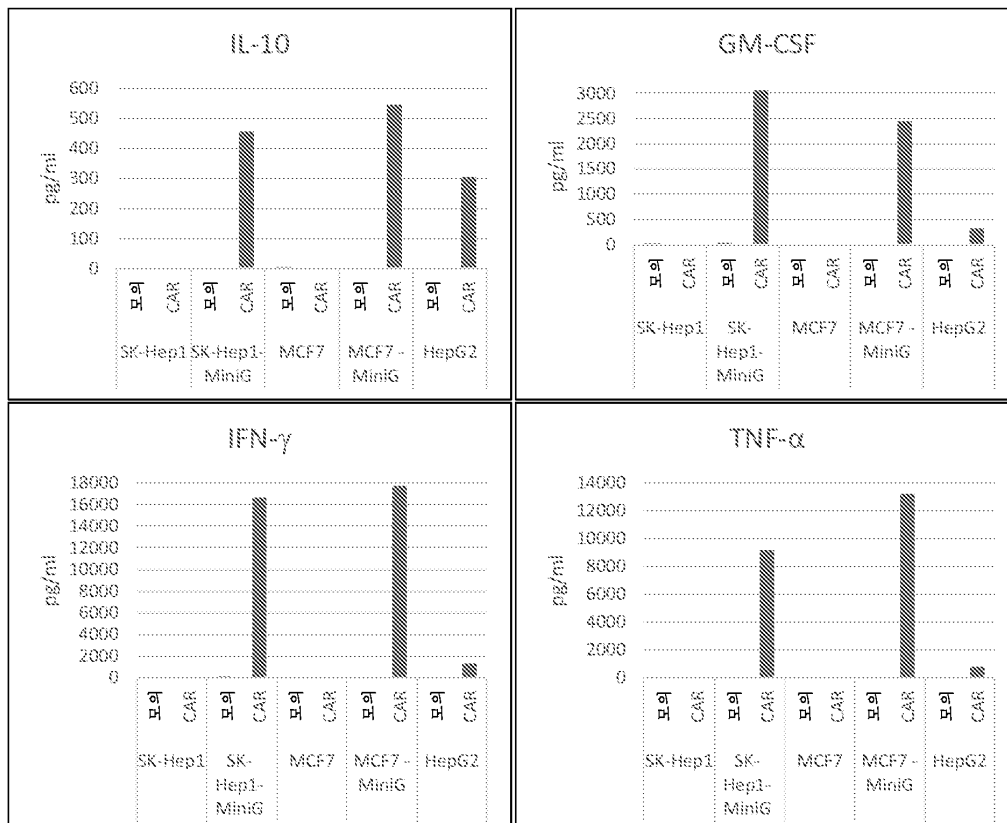 IL-10
600
500
400
300
200
100
0
pg/ml
모의 CAR 모의 CAR 모의 CAR 모의 CAR 모의 CAR
SK-Hep1 SK-Hep1-MiniG MCF7 MCF7 -MiniG HepG2
GM-CSF
3000
2500
2000
1500
1000
500
0
pg/ml
모의 CAR 모의 CAR 모의 CAR 모의 CAR 모의 CAR
SK-Hep1 SK-Hep1-MiniG MCF7 MCF7 -MiniG HepG2
IFN-γ
18000
16000
14000
12000
10000
8000
6000
4000
2000
0
pg/ml
모의 CAR 모의 CAR 모의 CAR 모의 CAR 모의 CAR
SK-Hep1 SK-Hep1-MiniG MCF7 MCF7 -MiniG HepG2
TNF-α
14000
12000
10000
8000
6000
4000
2000
0
pg/ml
모의 CAR 모의 CAR 모의 CAR 모의 CAR 모의 CAR
SK-Hep1 SK-Hep1-MiniG MCF7 MCF7 -MiniG HepG2